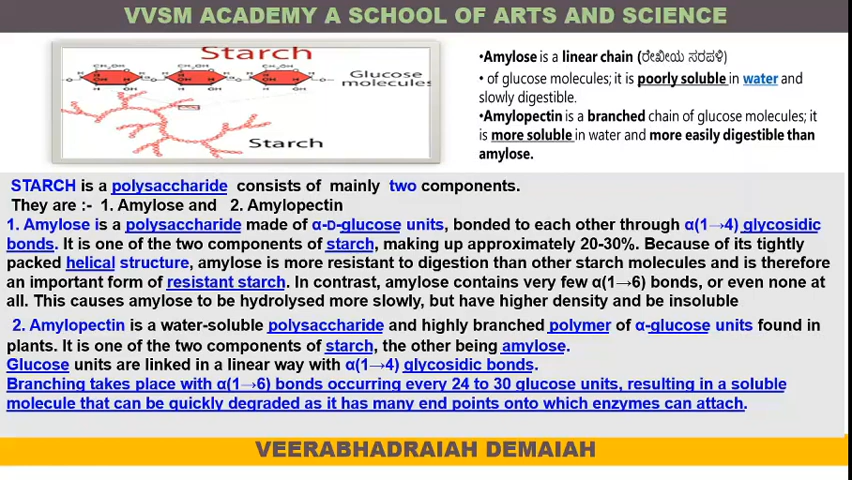 VVSM ACADEMY A SCHOOL OF ARTS AND SCIENCE
Starch
Glucose
molecules
Starch
•Amylose is a linear chain (ರೇಖೀಯ ಸರಪಳಿ)
• of glucose molecules; it is poorly soluble in water and
slowly digestible.
•Amylopectin is a branched chain of glucose molecules; it
is more soluble in water and more easily digestible than
amylose.
STARCH is a polysaccharide consists of mainly two components.
They are :- 1. Amylose and 2. Amylopectin
1. Amylose is a polysaccharide made of α-D-glucose units, bonded to each other through α(1→4) glycosidic
bonds. It is one of the two components of starch, making up approximately 20-30%. Because of its tightly
packed helical structure, amylose is more resistant to digestion than other starch molecules and is therefore
an important form of resistant starch. In contrast, amylose contains very few α(1→6) bonds, or even none at
all. This causes amylose to be hydrolysed more slowly, but have higher density and be insoluble
2. Amylopectin is a water-soluble polysaccharide and highly branched polymer of α-glucose units found in
plants. It is one of the two components of starch, the other being amylose.
Glucose units are linked in a linear way with α(1→4) glycosidic bonds.
Branching takes place with α(1→6) bonds occurring every 24 to 30 glucose units, resulting in a soluble
molecule that can be quickly degraded as it has many end points onto which enzymes can attach.
VEERABHADRAIAH DEMAIAH